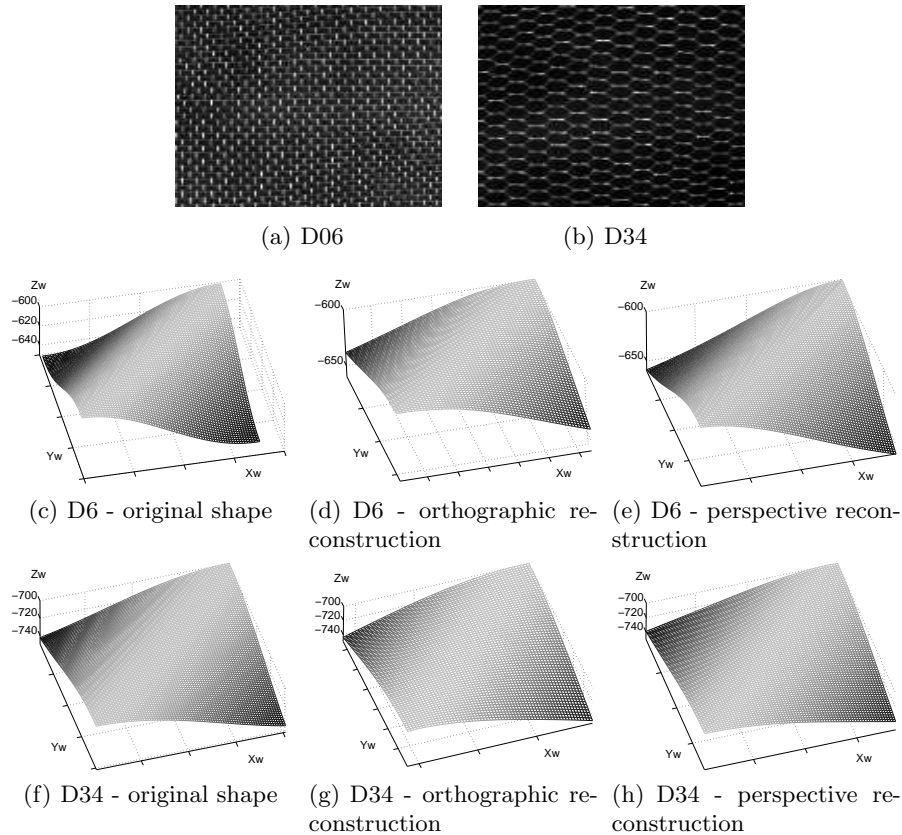 (a) D06
(b) D34
Zw
−600
−620
−640
Yw
Xw
Zw
−600
−650
Yw
Xw
Zw
−600
−650
Yw
Xw
(c) D6 - original shape
(d) D6 - orthographic re-
construction
(e) D6 - perspective recon-
struction
Zw
−700
−720
−740
Yw
Xw
Zw
−700
−720
−740
Yw
Xw
Zw
−700
−720
−740
Yw
Xw
(f) D34 - original shape
(g) D34 - orthographic re-
construction
(h) D34 - perspective re-
construction